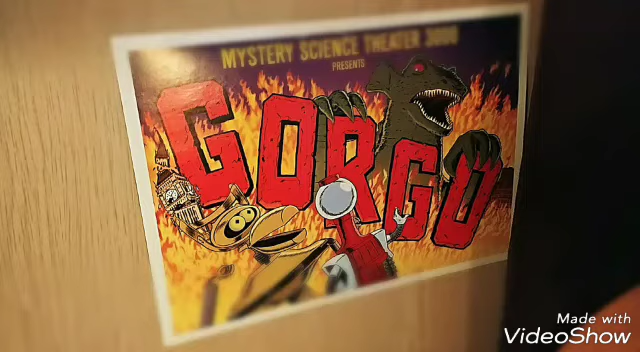 MYSTERY SCIENCE THEATER 3000
PRESENTS
GORGO
Made with
VideoShow